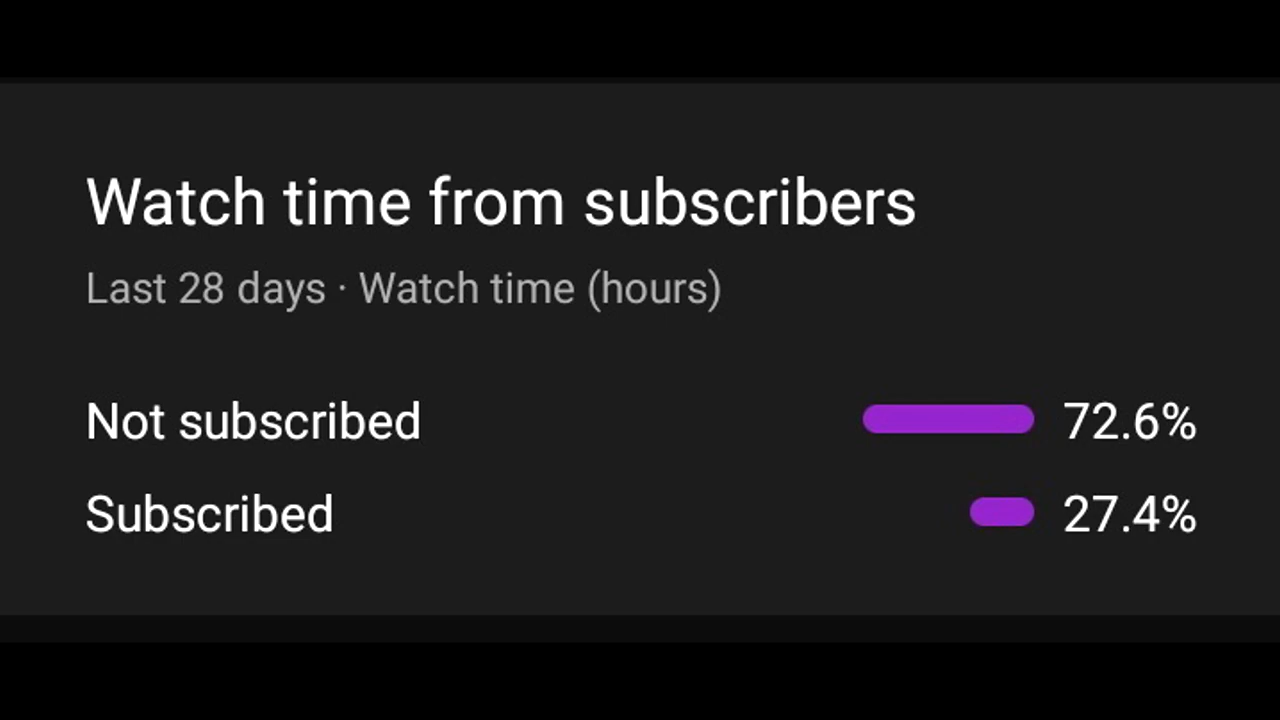 Watch time from subscribers
Last 28 days · Watch time (hours)
Not subscribed 72.6%
Subscribed 27.4%